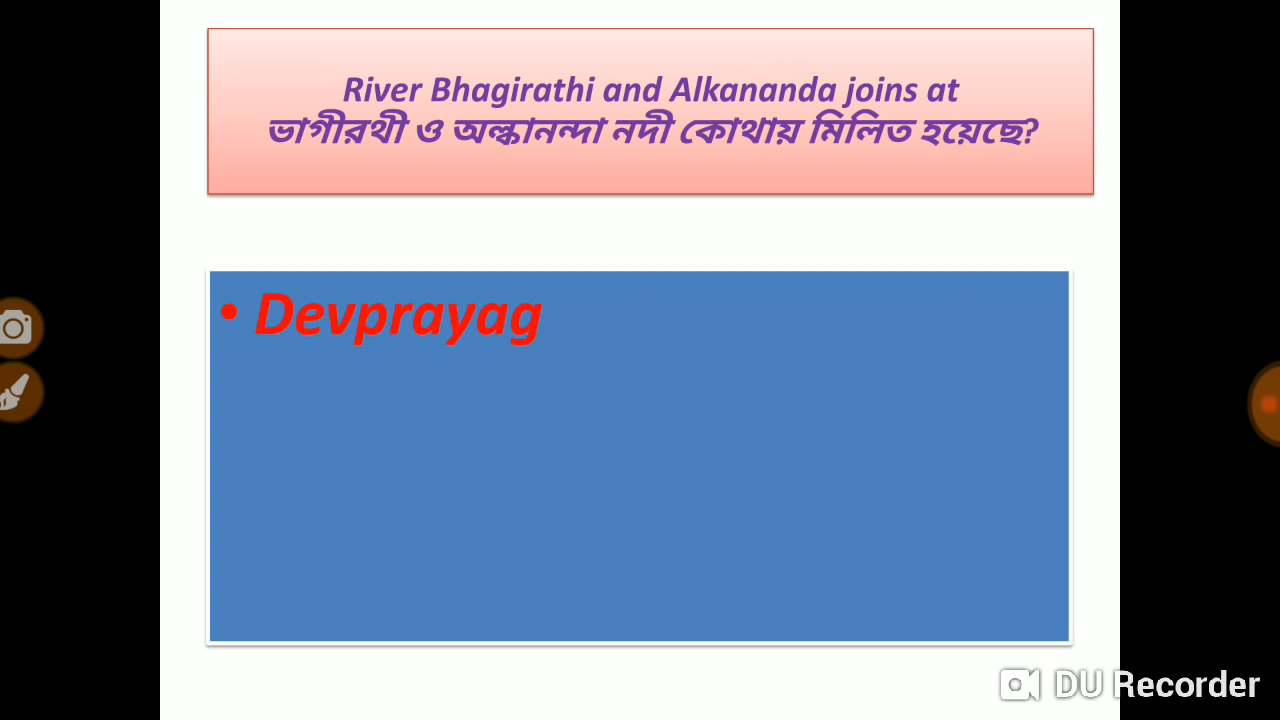 River Bhagirathi and Alkananda joins at
ভাগীরথী ও অল্কানন্দা নদী কোথায় মিলিত হয়েছে?
• Devprayag
DU Recorder